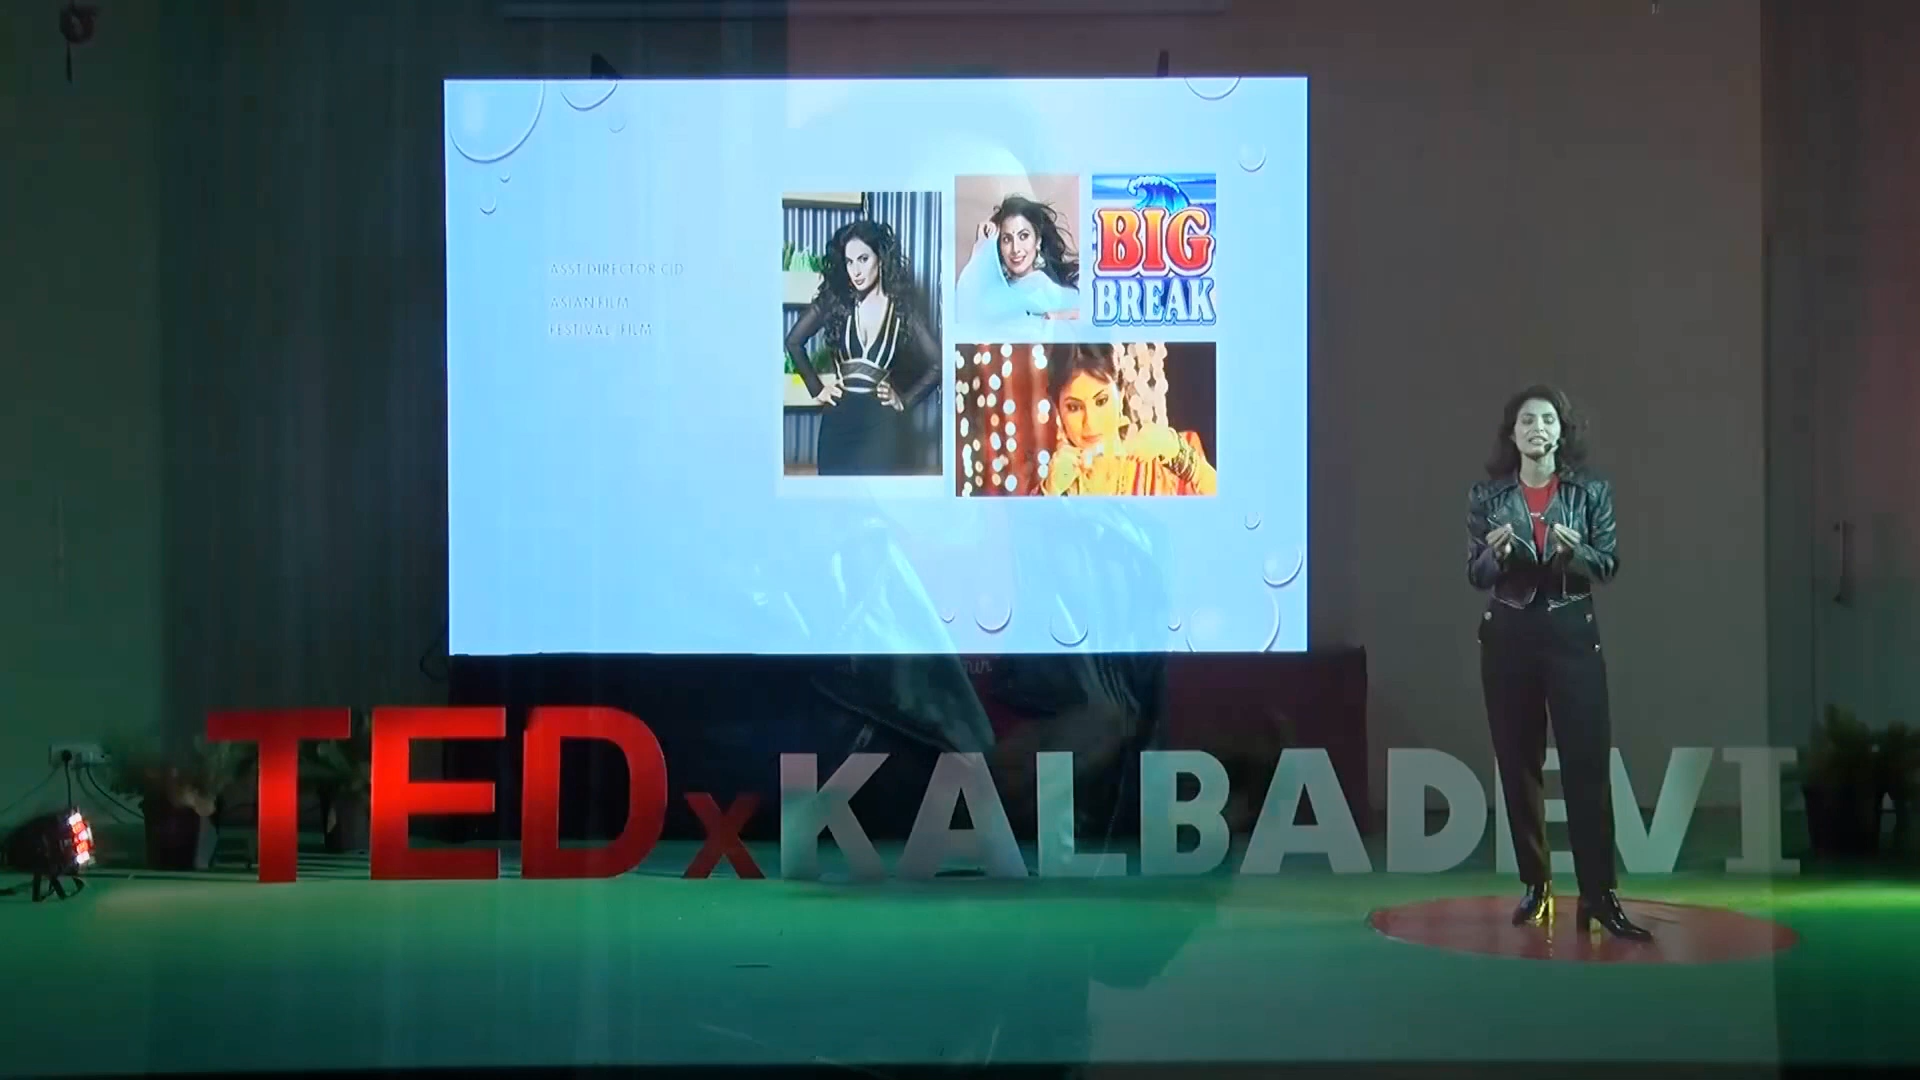 ASST DIRECTOR CID
ASIAN FILM
FESTIVAL FILM
BIG
BREAK
TEDxKALBADEVI